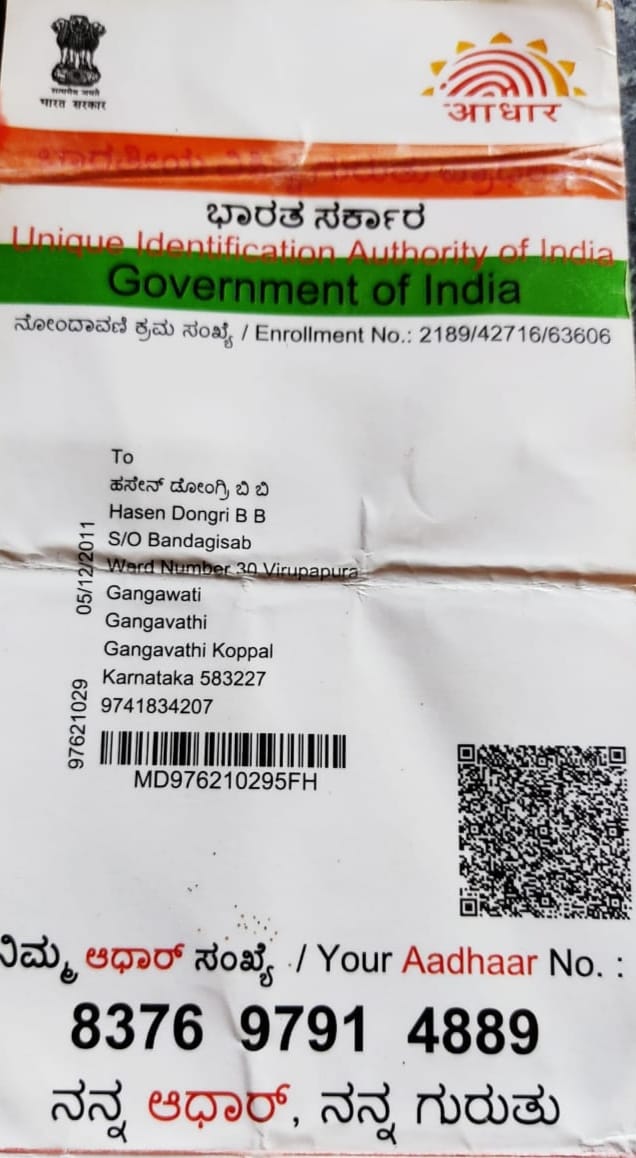 सत्यमेव जयते
भारत सरकार
आधार
ಭಾರತೀಯ ವಿಶಿಷ್ಟ ಗುರುತು ಪ್ರಾಧಿಕಾರ
ಭಾರತ ಸರ್ಕಾರ
Unique Identification Authority of India
Government of India
ನೋಂದಾವಣಿ ಕ್ರಮ ಸಂಖ್ಯೆ / Enrollment No.: 2189/42716/63606
To
ಹಸೇನ್ ಡೋಂಗ್ರಿ ಬಿ ಬಿ
Hasen Dongri B B
S/O Bandagisab
Ward Number 30 Virupapura
Gangawati
Gangavathi
Gangavathi Koppal
Karnataka 583227
9741834207
05/12/2011
97621029
MD976210295FH
ನಿಮ್ಮ ಆಧಾರ್ ಸಂಖ್ಯೆ / Your Aadhaar No. :
8376 9791 4889
ನನ್ನ ಆಧಾರ್, ನನ್ನ ಗುರುತು